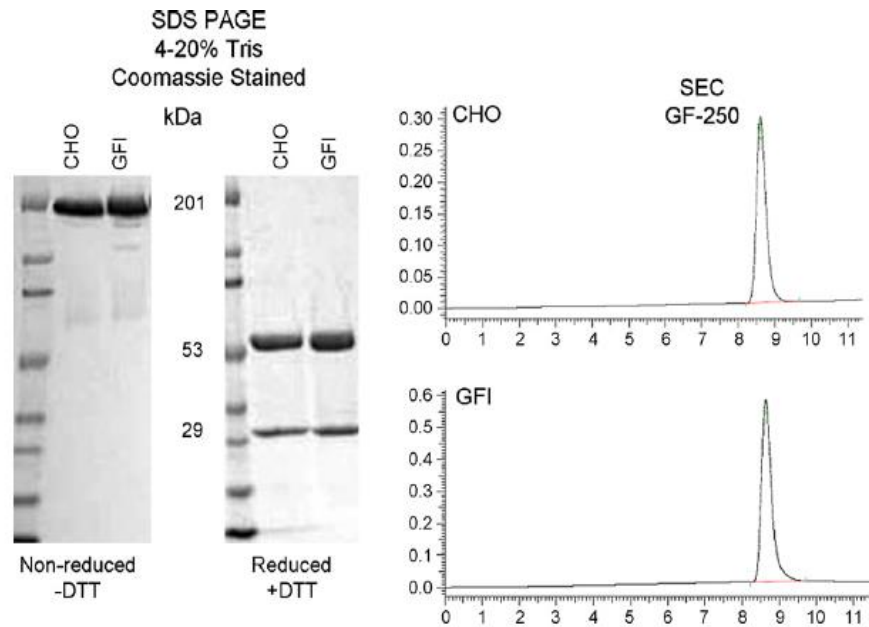 SDS PAGE
4-20% Tris
Coomassie Stained
kDa
CHO
GFI
CHO
GFI
201
53
29
Non-reduced
-DTT
Reduced
+DTT
SEC
GF-250
CHO
0.30
0.25
0.20
0.15
0.10
0.05
0.00
0 1 2 3 4 5 6 7 8 9 10 11
GFI
0.6
0.5
0.4
0.3
0.2
0.1
0.0
0 1 2 3 4 5 6 7 8 9 10 11